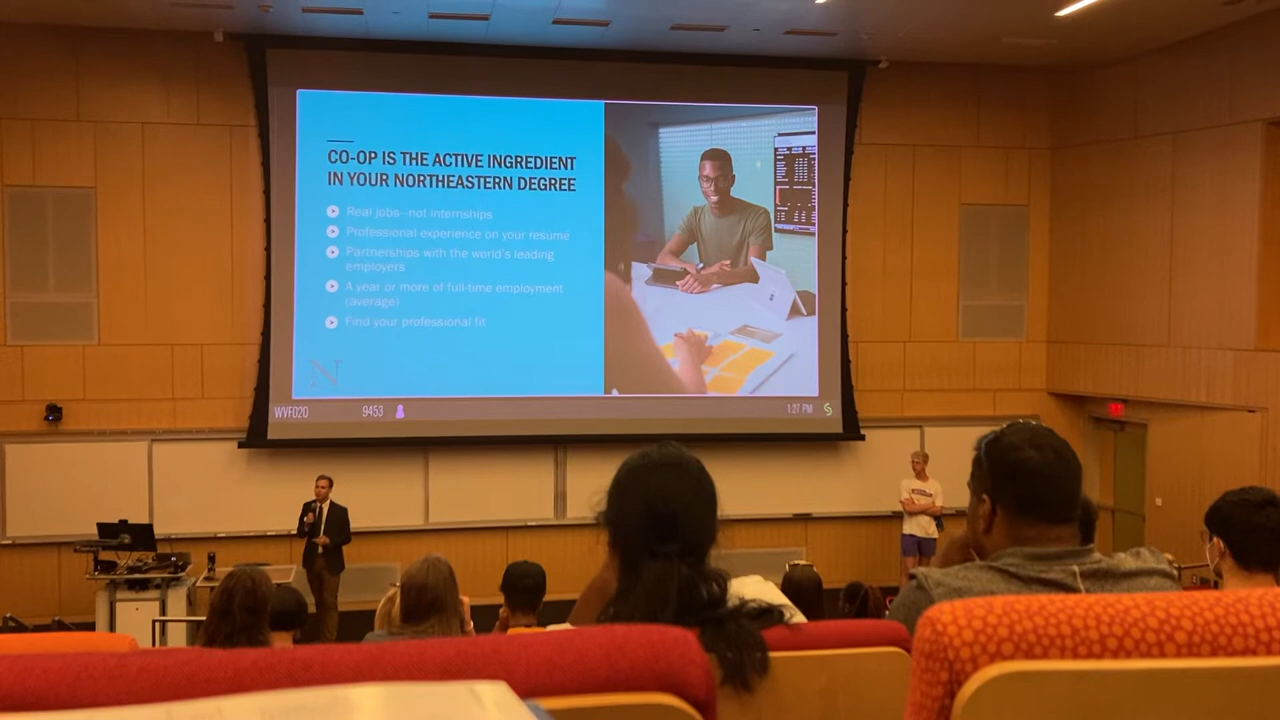 CO-OP IS THE ACTIVE INGREDIENT
IN YOUR NORTHEASTERN DEGREE
Real jobs—not internships
Professional experience on your resume
Partnerships with the world's leading
employers
A year or more of full-time employment
(average)
Find your professional fit
N
WVF020 9453 1:27 PM